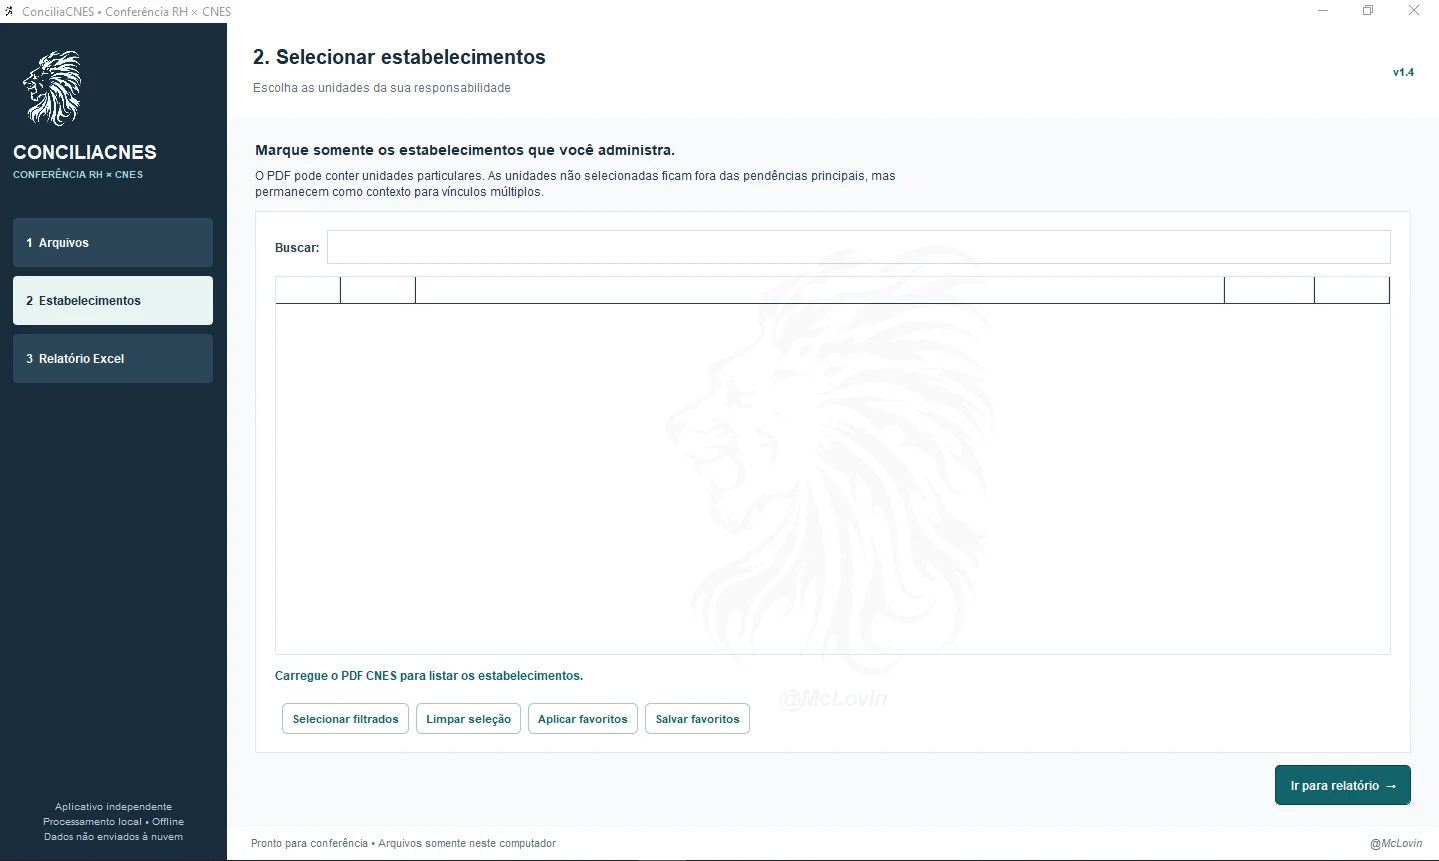 ConciliaCNES • Conferência RH × CNES
2. Selecionar estabelecimentos
Escolha as unidades da sua responsabilidade
v1.4
CONCILIACNES
CONFERÊNCIA RH × CNES
1 Arquivos
2 Estabelecimentos
3 Relatório Excel
Marque somente os estabelecimentos que você administra.
O PDF pode conter unidades particulares. As unidades não selecionadas ficam fora das pendências principais, mas
permanecem como contexto para vínculos múltiplos.
Buscar:
Carregue o PDF CNES para listar os estabelecimentos.
@McLovin
Selecionar filtrados
Limpar seleção
Aplicar favoritos
Salvar favoritos
Ir para relatório →
Aplicativo independente
Processamento local • Offline
Dados não enviados à nuvem
Pronto para conferência • Arquivos somente neste computador
@McLovin